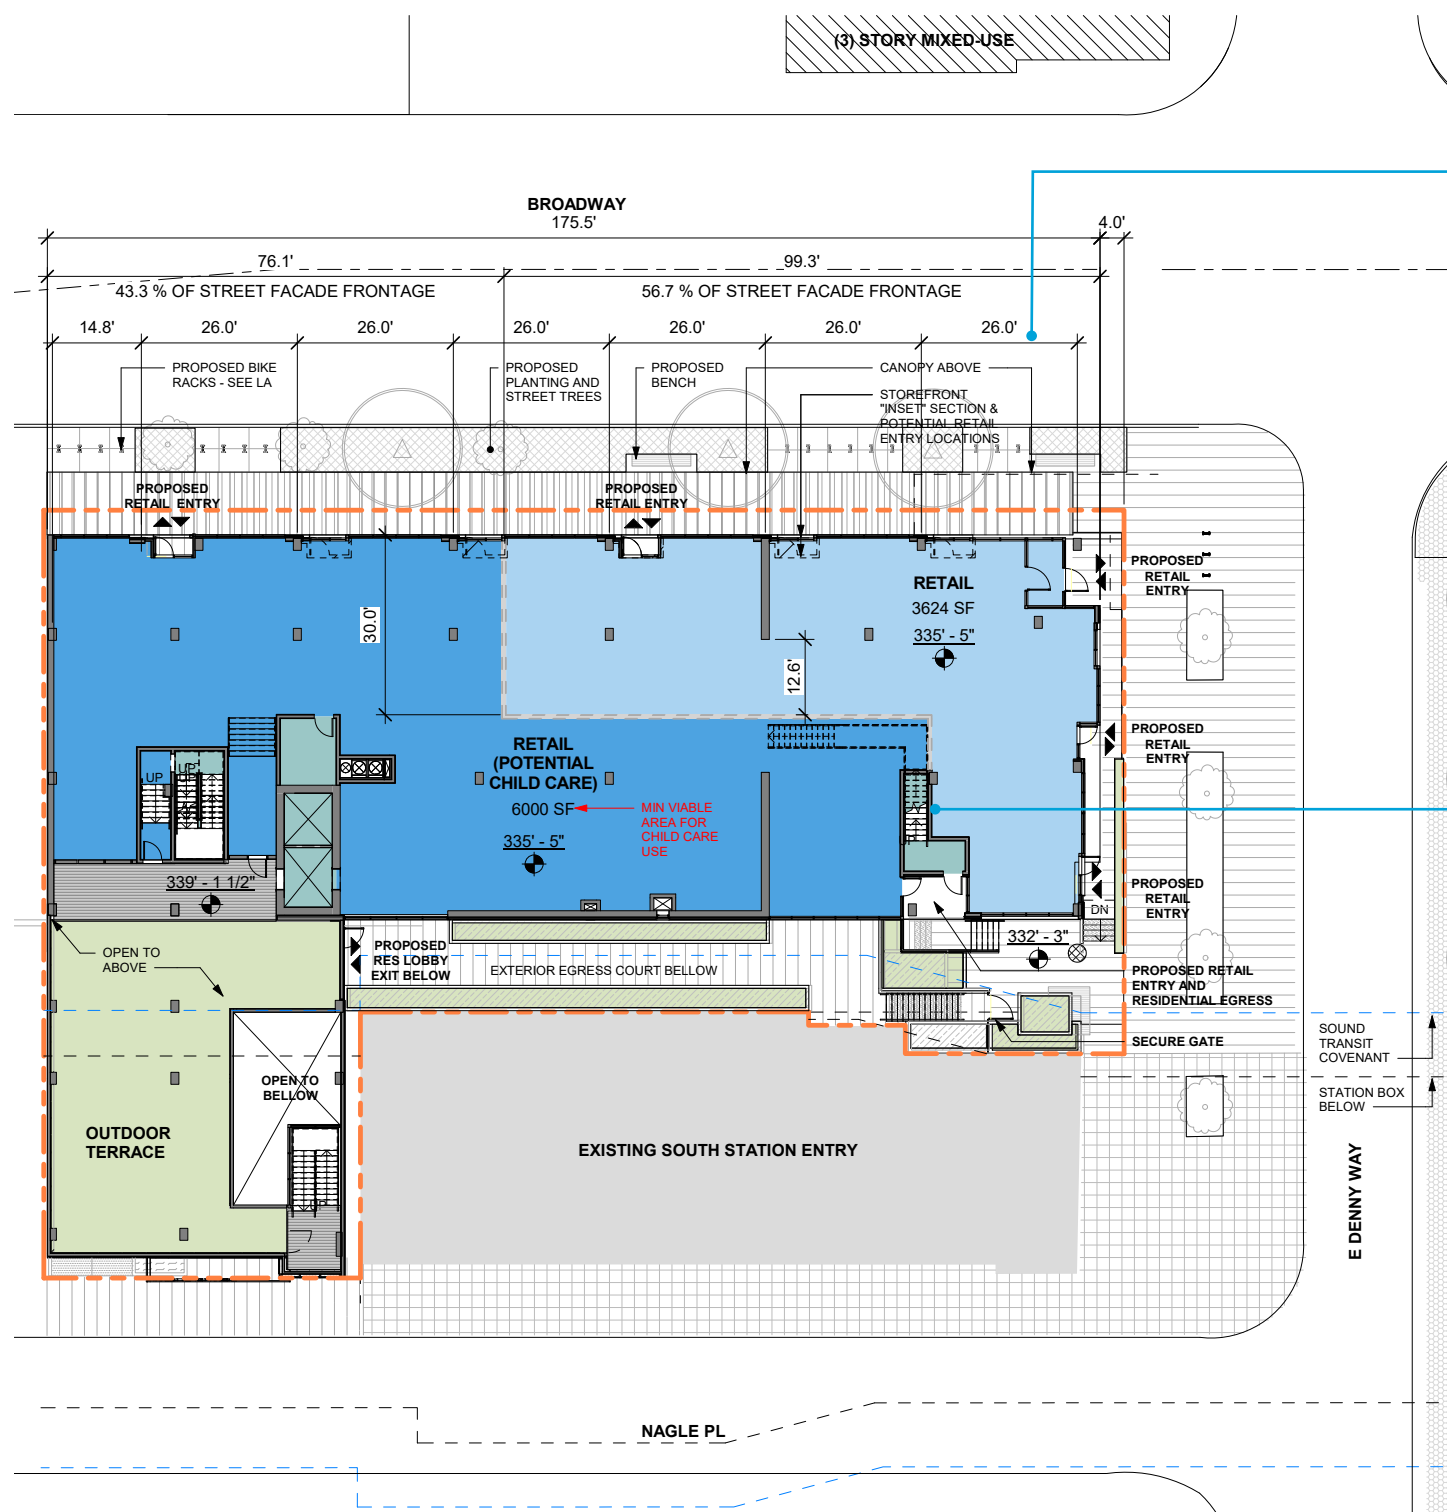 (3) STORY MIXED-USE
BROADWAY
175.5'
4.0'
76.1'
99.3'
43.3 % OF STREET FACADE FRONTAGE
56.7 % OF STREET FACADE FRONTAGE
14.8'
26.0'
26.0'
26.0'
26.0'
26.0'
26.0'
PROPOSED BIKE
RACKS - SEE LA
PROPOSED
PLANTING AND
STREET TREES
PROPOSED
BENCH
CANOPY ABOVE
STOREFRONT
"INSET" SECTION &
POTENTIAL RETAIL
ENTRY LOCATIONS
PROPOSED
RETAIL ENTRY
PROPOSED
RETAIL ENTRY
PROPOSED
RETAIL
ENTRY
RETAIL
3624 SF
335' - 5"
30.0'
12.6'
PROPOSED
RETAIL
ENTRY
RETAIL
(POTENTIAL
CHILD CARE)
6000 SF
335' - 5"
MIN VIABLE
AREA FOR
CHILD CARE
USE
UP
UP
UP
339' - 1 1/2"
PROPOSED
RETAIL
ENTRY
DN
332' - 3"
OPEN TO
ABOVE
PROPOSED
RES LOBBY
EXIT BELOW
EXTERIOR EGRESS COURT BELLOW
PROPOSED RETAIL
ENTRY AND
RESIDENTIAL EGRESS
SECURE GATE
SOUND
TRANSIT
COVENANT
STATION BOX
BELOW
OPEN TO
BELLOW
OUTDOOR
TERRACE
UP
EXISTING SOUTH STATION ENTRY
E DENNY WAY
NAGLE PL